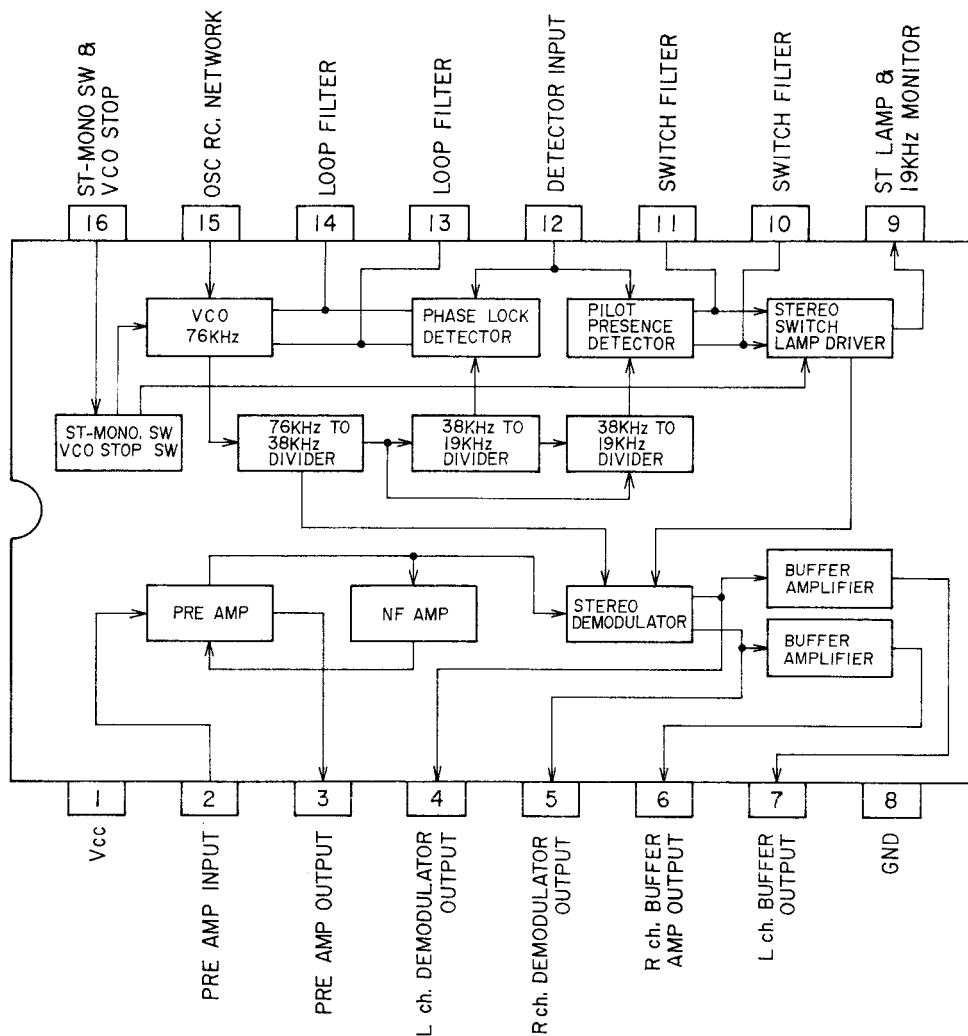 ST-MONO SW &
VCO STOP
OSC RC. NETWORK
LOOP FILTER
LOOP FILTER
DETECTOR INPUT
SWITCH FILTER
SWITCH FILTER
ST LAMP &
19KHz MONITOR
16
15
14
13
12
11
10
9
VCO
76KHz
PHASE LOCK
DETECTOR
PILOT
PRESENCE
DETECTOR
STEREO
SWITCH
LAMP DRIVER
ST-MONO. SW
VCO STOP SW
76KHz TO
38KHz
DIVIDER
38KHz TO
19KHz
DIVIDER
38KHz TO
19KHz
DIVIDER
PRE AMP
NF AMP
STEREO
DEMODULATOR
BUFFER
AMPLIFIER
BUFFER
AMPLIFIER
1
2
3
4
5
6
7
8
Vcc
PRE AMP INPUT
PRE AMP OUTPUT
L ch. DEMODULATOR
OUTPUT
R ch. DEMODULATOR
OUTPUT
R ch. BUFFER
AMP OUTPUT
L ch. BUFFER
OUTPUT
GND